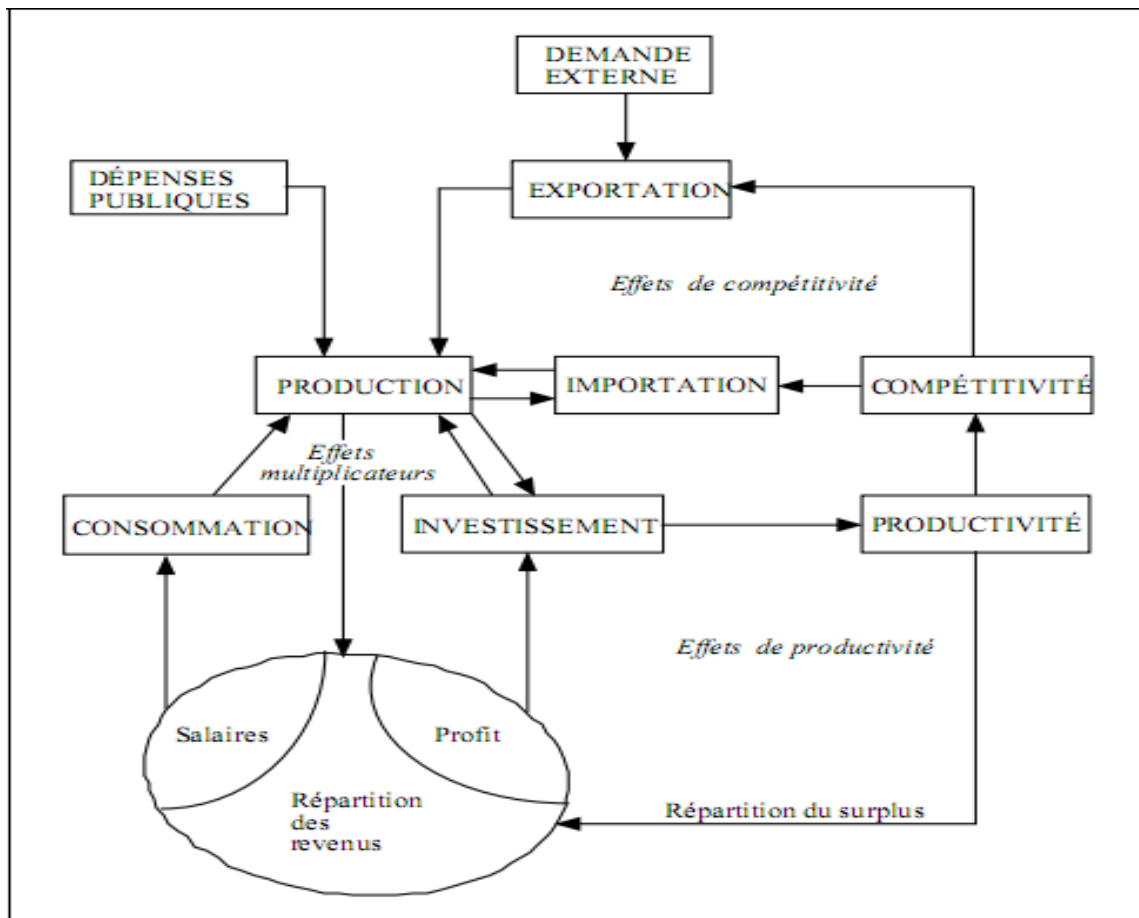 DEMANDE
EXTERNE
DÉPENSES
PUBLIQUES
EXPORTATION
Effets de compétitivité
PRODUCTION
IMPORTATION
COMPÉTITIVITÉ
Effets
multiplicateurs
CONSOMMATION
INVESTISSEMENT
PRODUCTIVITÉ
Effets de productivité
Salaires
Profit
Répartition
des
revenus
Répartition du surplus